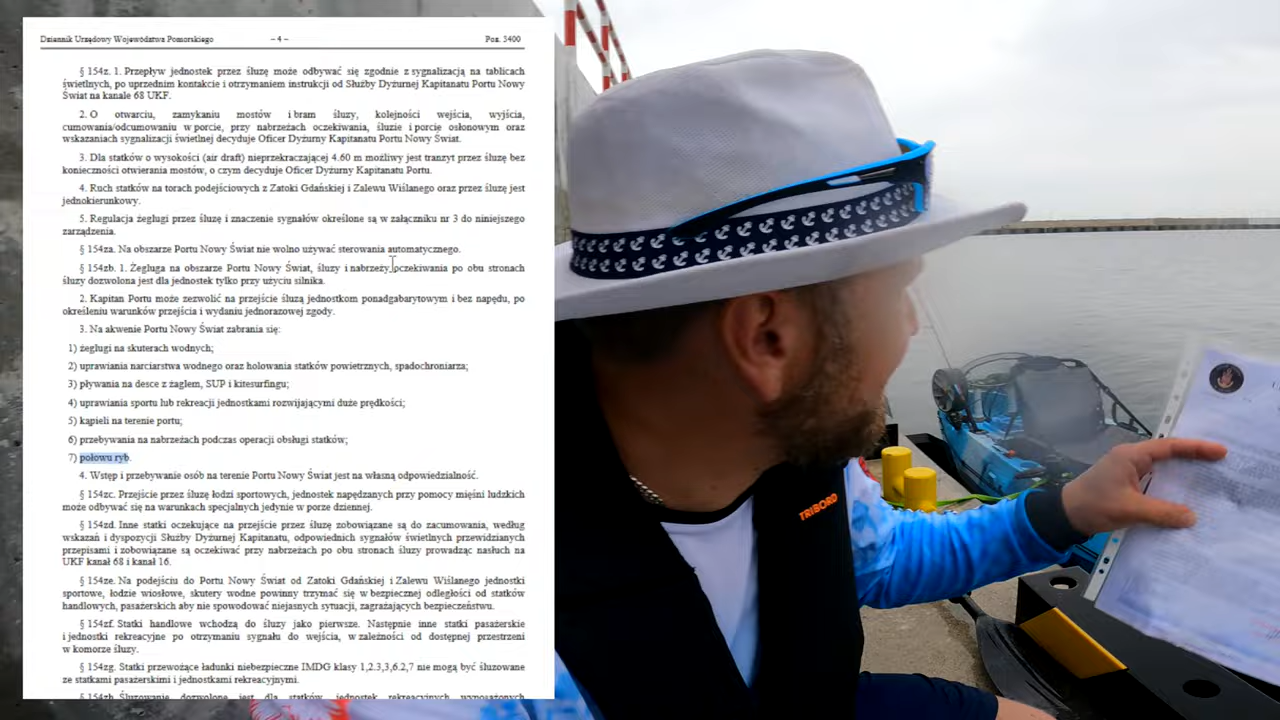 Dziennik Urzędowy Województwa Pomorskiego – 4 – Poz. 5400
§ 154z. 1. Przepływ jednostek przez śluzę może odbywać się zgodnie z sygnalizacją na tablicach
świetlnych, po uprzednim kontakcie i otrzymaniem instrukcji od Służby Dyżurnej Kapitanatu Portu Nowy
Świat na kanale 68 UKF.
2. O otwarciu, zamykaniu mostów i bram śluzy, kolejności wejścia, wyjścia,
cumowania/odcumowaniu w porcie, przy nabrzeżach oczekiwania, śluzie i porcie osłonowym oraz
wskazaniach sygnalizacji świetlnej decyduje Oficer Dyżurny Kapitanatu Portu Nowy Świat.
3. Dla statków o wysokości (air draft) nieprzekraczającej 4.60 m możliwy jest tranzyt przez śluzę bez
konieczności otwierania mostów, o czym decyduje Oficer Dyżurny Kapitanatu Portu.
4. Ruch statków na torach podejściowych z Zatoki Gdańskiej i Zalewu Wiślanego oraz przez śluzę jest
jednokierunkowy.
5. Regulacja żeglugi przez śluzę i znaczenie sygnałów określone są w załączniku nr 3 do niniejszego
zarządzenia.
§ 154za. Na obszarze Portu Nowy Świat nie wolno używać sterowania automatycznego.
§ 154zb. 1. Żegluga na obszarze Portu Nowy Świat, śluzy i nabrzeży oczekiwania po obu stronach
śluzy dozwolona jest dla jednostek tylko przy użyciu silnika.
2. Kapitan Portu może zezwolić na przejście śluzą jednostkom ponadgabarytowym i bez napędu, po
określeniu warunków przejścia i wydaniu jednorazowej zgody.
3. Na akwenie Portu Nowy Świat zabrania się:
1) żeglugi na skuterach wodnych;
2) uprawiania narciarstwa wodnego oraz holowania statków powietrznych, spadochroniarza;
3) pływania na desce z żaglem, SUP i kitesurfingu;
4) uprawiania sportu lub rekreacji jednostkami rozwijającymi duże prędkości;
5) kąpieli na terenie portu;
6) przebywania na nabrzeżach podczas operacji obsługi statków;
7) połowu ryb.
4. Wstęp i przebywanie osób na terenie Portu Nowy Świat jest na własną odpowiedzialność.
§ 154zc. Przejście przez śluzę łodzi sportowych, jednostek napędzanych przy pomocy mięśni ludzkich
może odbywać się na warunkach specjalnych jedynie w porze dziennej.
§ 154zd. Inne statki oczekujące na przejście przez śluzę zobowiązane są do zacumowania, według
wskazań i dyspozycji Służby Dyżurnej Kapitanatu, odpowiednich sygnałów świetlnych przewidzianych
przepisami i zobowiązane są oczekiwać przy nabrzeżach po obu stronach śluzy prowadząc nasłuch na
UKF kanał 68 i kanał 16.
§ 154ze. Na podejściu do Portu Nowy Świat od Zatoki Gdańskiej i Zalewu Wiślanego jednostki
sportowe, łodzie wiosłowe, skutery wodne powinny trzymać się w bezpiecznej odległości od statków
handlowych, pasażerskich aby nie spowodować niejasnych sytuacji, zagrażających bezpieczeństwu.
§ 154zf. Statki handlowe wchodzą do śluzy jako pierwsze. Następnie inne statki pasażerskie
i jednostki rekreacyjne po otrzymaniu sygnału do wejścia, w zależności od dostępnej przestrzeni
w komorze śluzy.
§ 154zg. Statki przewożące ładunki niebezpieczne IMDG klasy 1,2.3,3,6.2,7 nie mogą być śluzowane
ze statkami pasażerskimi i jednostkami rekreacyjnymi.
§ 154zh. Śluzowanie dozwolone jest dla statków, jednostek rekreacyjnych wyposażonych
TRIBORD